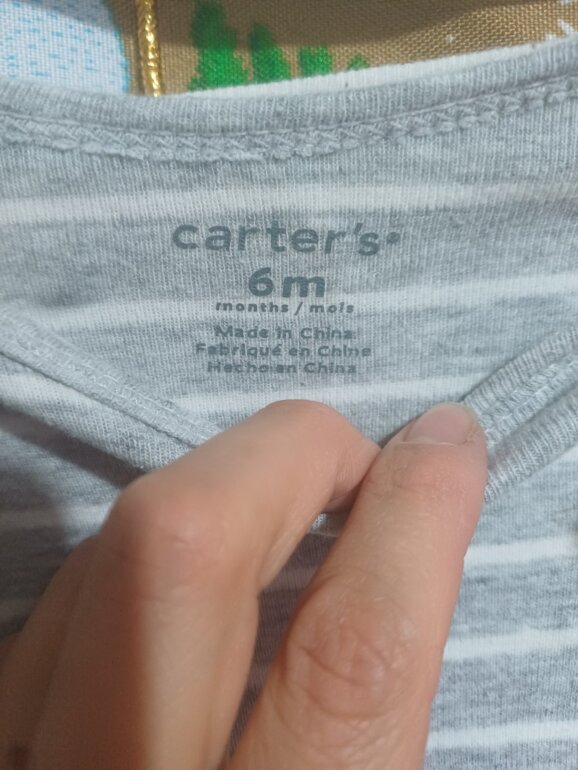 carter's®
6m
months / mois
Made in China
Fabriqué en Chine
Hecho en China